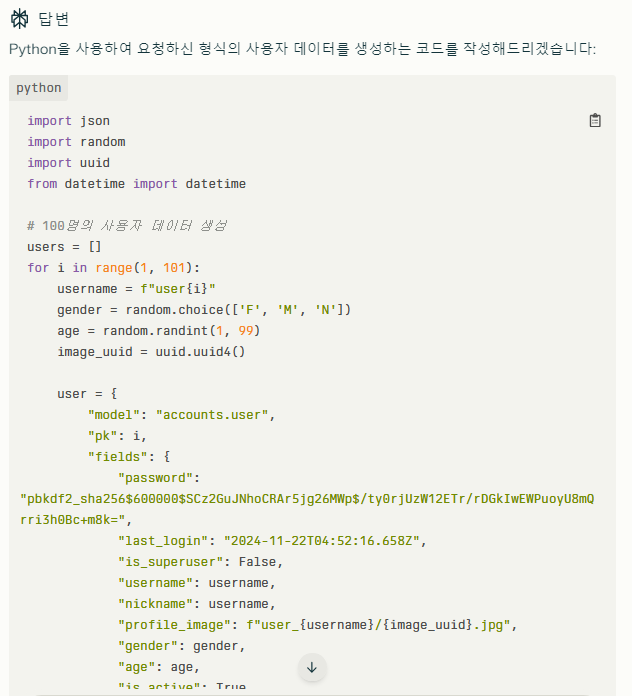 답변
Python을 사용하여 요청하신 형식의 사용자 데이터를 생성하는 코드를 작성해드리겠습니다:
python
import json
import random
import uuid
from datetime import datetime
# 100명의 사용자 데이터 생성
users = []
for i in range(1, 101):
    username = f"user{i}"
    gender = random.choice(['F', 'M', 'N'])
    age = random.randint(1, 99)
    image_uuid = uuid.uuid4()
    user = {
        "model": "accounts.user",
        "pk": i,
        "fields": {
            "password":
"pbkdf2_sha256$600000$SCz2GuJNhoCRAr5jg26MWp$/ty0rjUzW12ETr/rDGkIwEWPuoyU8mQ
rri3h0Bc+m8k=",
            "last_login": "2024-11-22T04:52:16.658Z",
            "is_superuser": False,
            "username": username,
            "nickname": username,
            "profile_image": f"user_{username}/{image_uuid}.jpg",
            "gender": gender,
            "age": age,
            "is_active": True